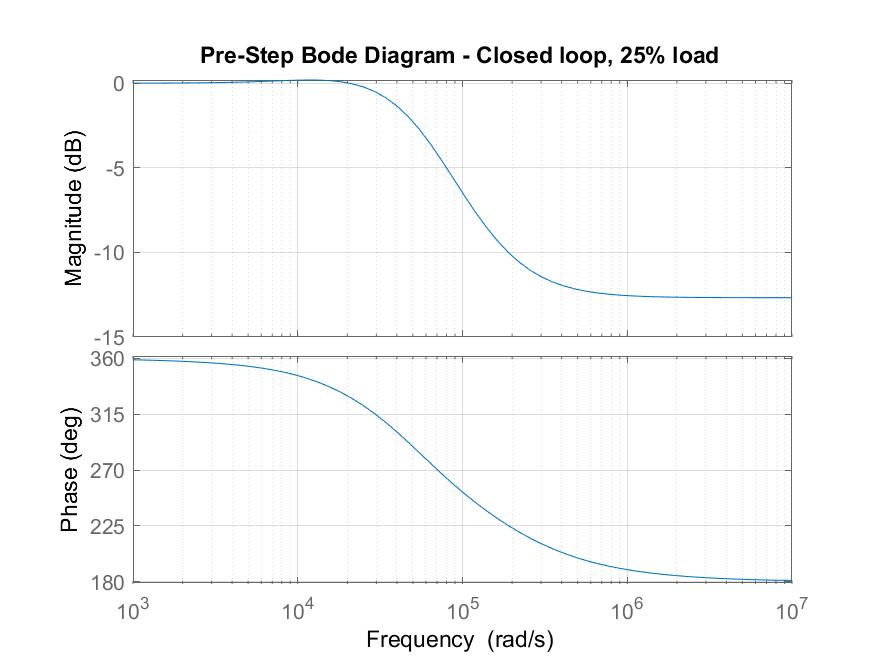 Pre-Step Bode Diagram - Closed loop, 25% load
0
-5
-10
-15
Magnitude (dB)
360
315
270
225
180
Phase (deg)
10^3 10^4 10^5 10^6 10^7
Frequency (rad/s)